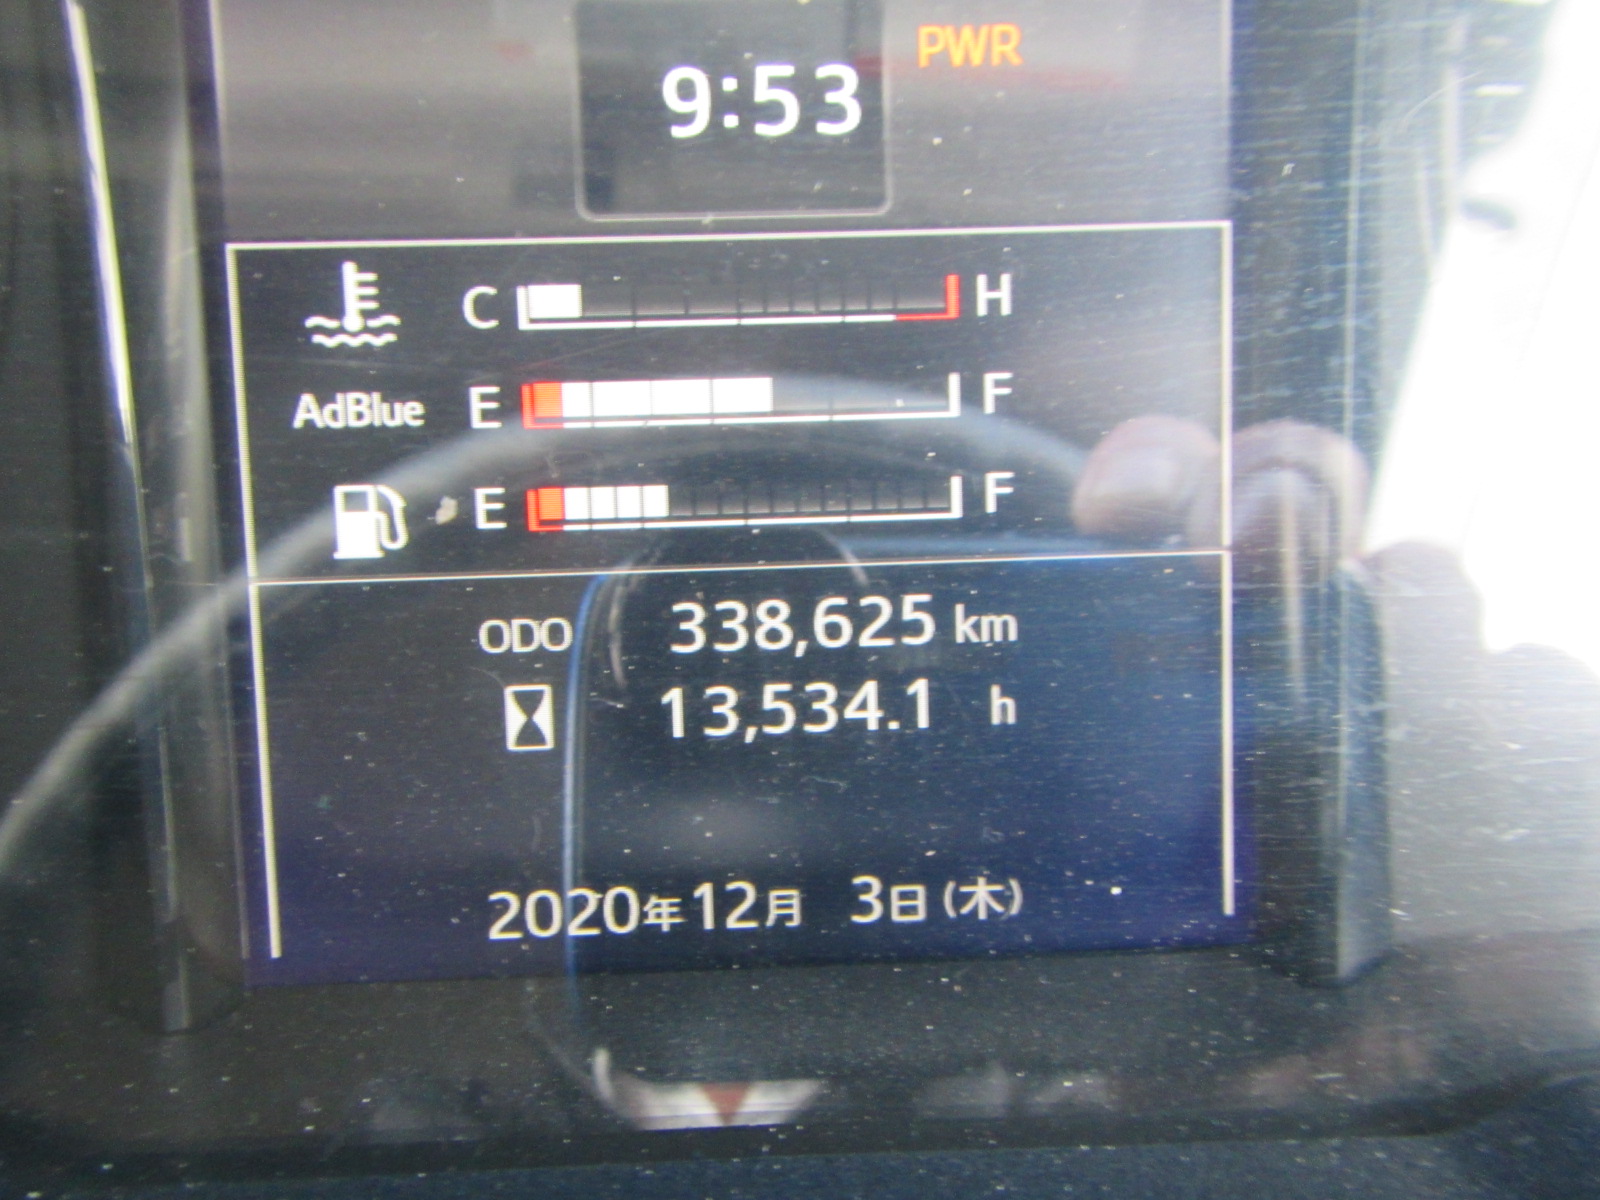 PWR
9:53
C H
AdBlue E F
E F
ODO 338,625 km
13,534.1 h
2020年12月 3日(木)